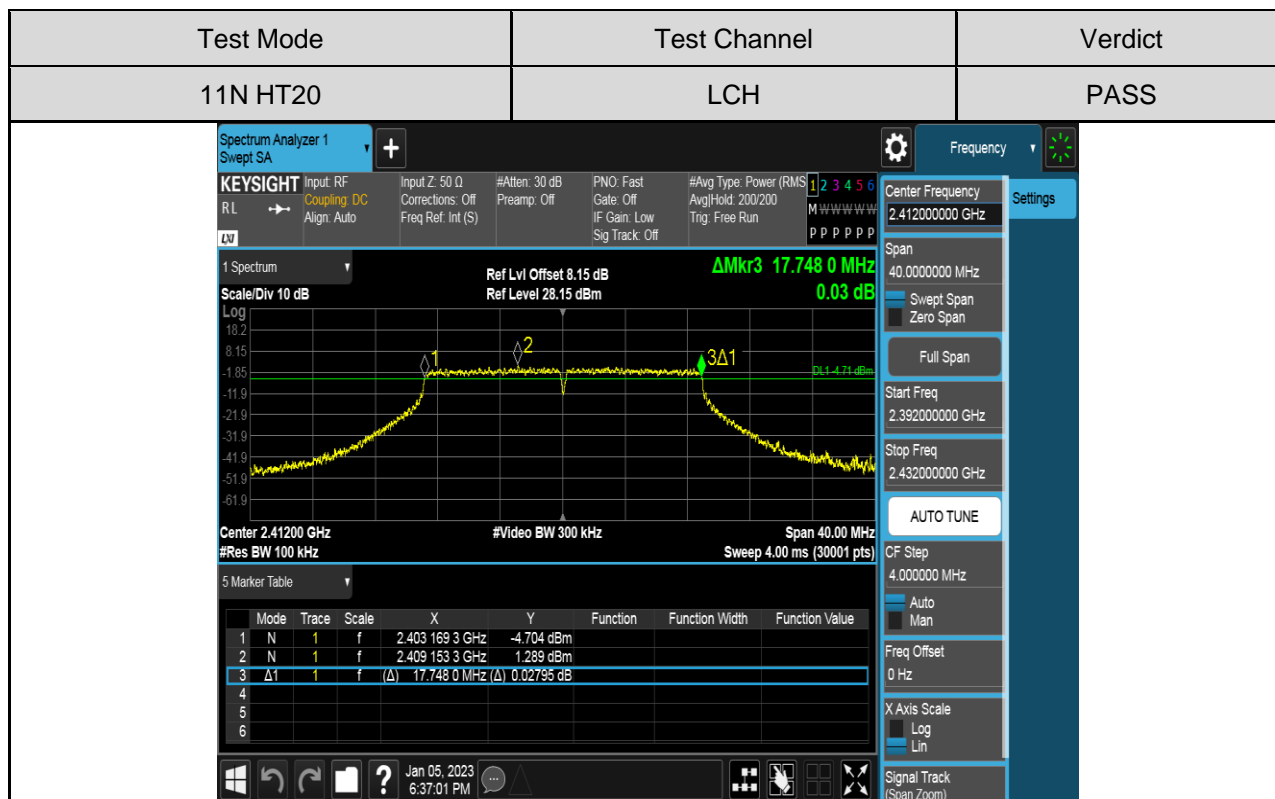 Test Mode Test Channel Verdict
11N HT20 LCH PASS
Spectrum Analyzer 1
Swept SA
Frequency
KEYSIGHT Input: RF Input Z: 50 Ω #Atten: 30 dB PNO: Fast #Avg Type: Power (RMS 1 2 3 4 5 6
RL Coupling: DC Corrections: Off Preamp: Off Gate: Off Avg|Hold: 200/200 M W W W W W
Align: Auto Freq Ref: Int (S) IF Gain: Low Trig: Free Run
LXI Sig Track: Off P P P P P P
1 Spectrum
Ref Lvl Offset 8.15 dB ΔMkr3 17.748 0 MHz
Scale/Div 10 dB Ref Level 28.15 dBm 0.03 dB
Log
18.2
8.15
-1.85
-11.9
-21.9
-31.9
-41.9
-51.9
-61.9
1
2
3Δ1
DL1 -4.71 dBm
Center 2.41200 GHz #Video BW 300 kHz Span 40.00 MHz
#Res BW 100 kHz Sweep 4.00 ms (30001 pts)
5 Marker Table
Mode Trace Scale X Y Function Function Width Function Value
1 N 1 f 2.403 169 3 GHz -4.704 dBm
2 N 1 f 2.409 153 3 GHz 1.289 dBm
3 Δ1 1 f (Δ) 17.748 0 MHz (Δ) 0.02795 dB
4
5
6
Jan 05, 2023
6:37:01 PM
Center Frequency
2.412000000 GHz
Settings
Span
40.0000000 MHz
Swept Span
Zero Span
Full Span
Start Freq
2.392000000 GHz
Stop Freq
2.432000000 GHz
AUTO TUNE
CF Step
4.000000 MHz
Auto
Man
Freq Offset
0 Hz
X Axis Scale
Log
Lin
Signal Track
(Span Zoom)